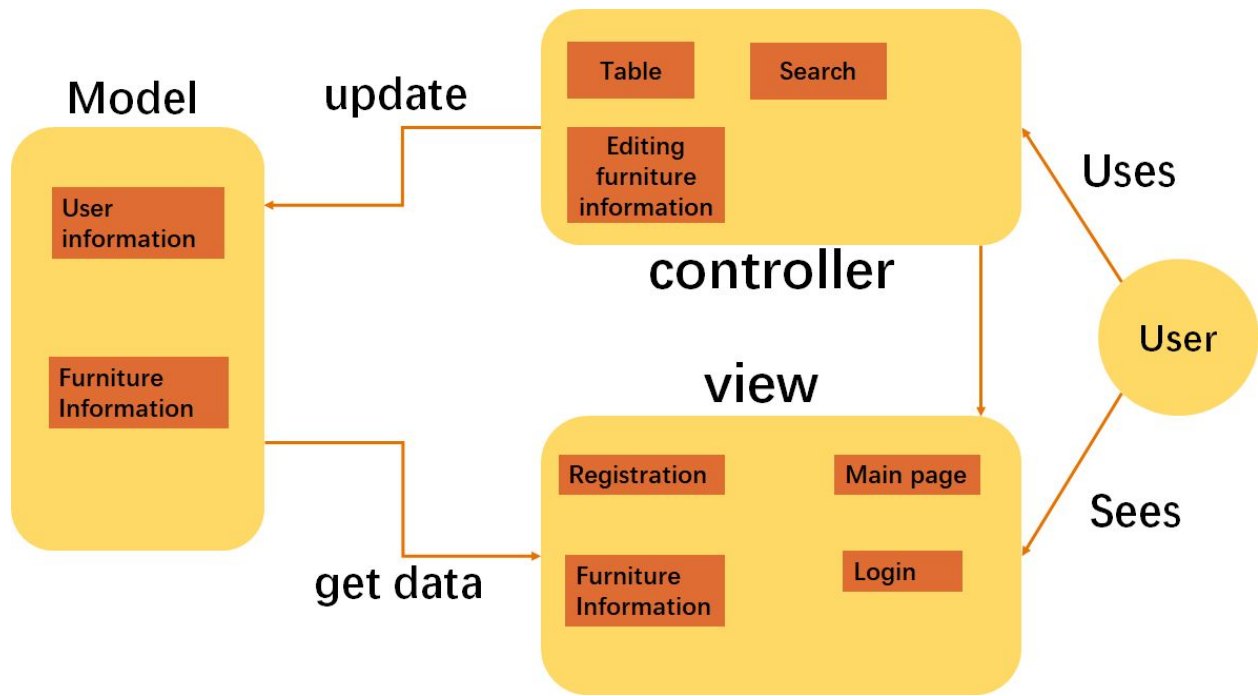 Model
User
information
Furniture
Information
update
Table
Search
Editing
furniture
information
controller
Uses
User
Sees
view
Registration
Main page
Furniture
Information
Login
get data